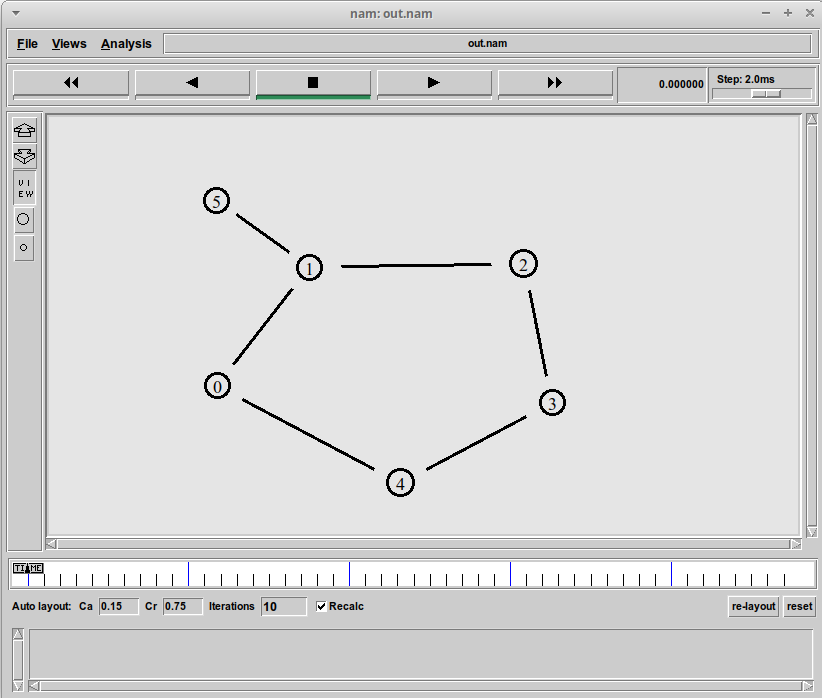 nam: out.nam
File Views Analysis out.nam
0.000000 Step: 2.0ms
V I
E W
5
1 2
0
3
4
TIME
Auto layout: Ca 0.15 Cr 0.75 Iterations 10 Recalc re-layout reset